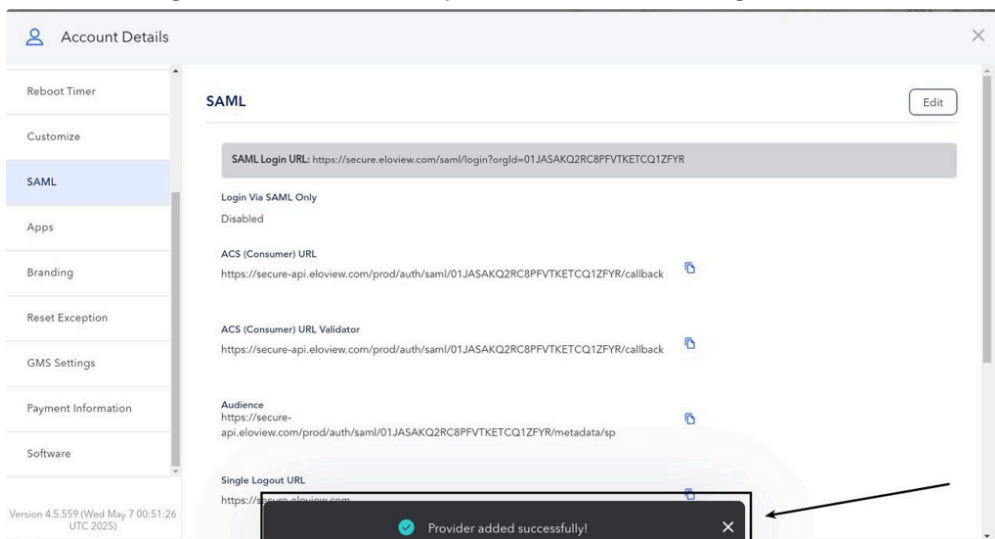 Account Details
Reboot Timer
Customize
SAML
Apps
Branding
Reset Exception
GMS Settings
Payment Information
Software
Version 4.5.559 (Wed May 7 00:51:26
UTC 2025)
SAML
Edit
SAML Login URL: https://secure.eloview.com/saml/login?orgId=01JASAKQ2RC8PFVTKETCQ1ZFYR
Login Via SAML Only
Disabled
ACS (Consumer) URL
https://secure-api.eloview.com/prod/auth/saml/01JASAKQ2RC8PFVTKETCQ1ZFYR/callback
ACS (Consumer) URL Validator
https://secure-api.eloview.com/prod/auth/saml/01JASAKQ2RC8PFVTKETCQ1ZFYR/callback
Audience
https://secure-
api.eloview.com/prod/auth/saml/01JASAKQ2RC8PFVTKETCQ1ZFYR/metadata/sp
Single Logout URL
https://secure.eloview.com
Provider added successfully!